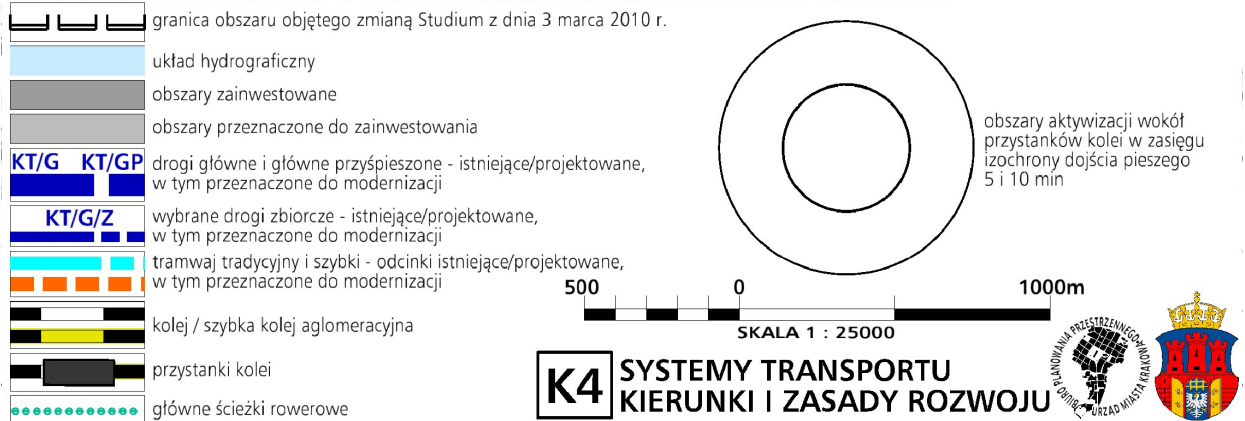 granica obszaru objętego zmianą Studium z dnia 3 marca 2010 r.
układ hydrograficzny
obszary zainwestowane
obszary przeznaczone do zainwestowania
KT/G KT/GP
drogi główne i główne przyśpieszone - istniejące/projektowane,
w tym przeznaczone do modernizacji
KT/G/Z
wybrane drogi zbiorcze - istniejące/projektowane,
w tym przeznaczone do modernizacji
tramwaj tradycyjny i szybki - odcinki istniejące/projektowane,
w tym przeznaczone do modernizacji
kolej / szybka kolej aglomeracyjna
przystanki kolei
główne ścieżki rowerowe
obszary aktywizacji wokół
przystanków kolei w zasięgu
izochrony dojścia pieszego
5 i 10 min
500 0 1000m
SKALA 1 : 25000
K4
SYSTEMY TRANSPORTU
KIERUNKI I ZASADY ROZWOJU
BIURO PLANOWANIA PRZESTRZENNEGO
URZĄD MIASTA KRAKOWA